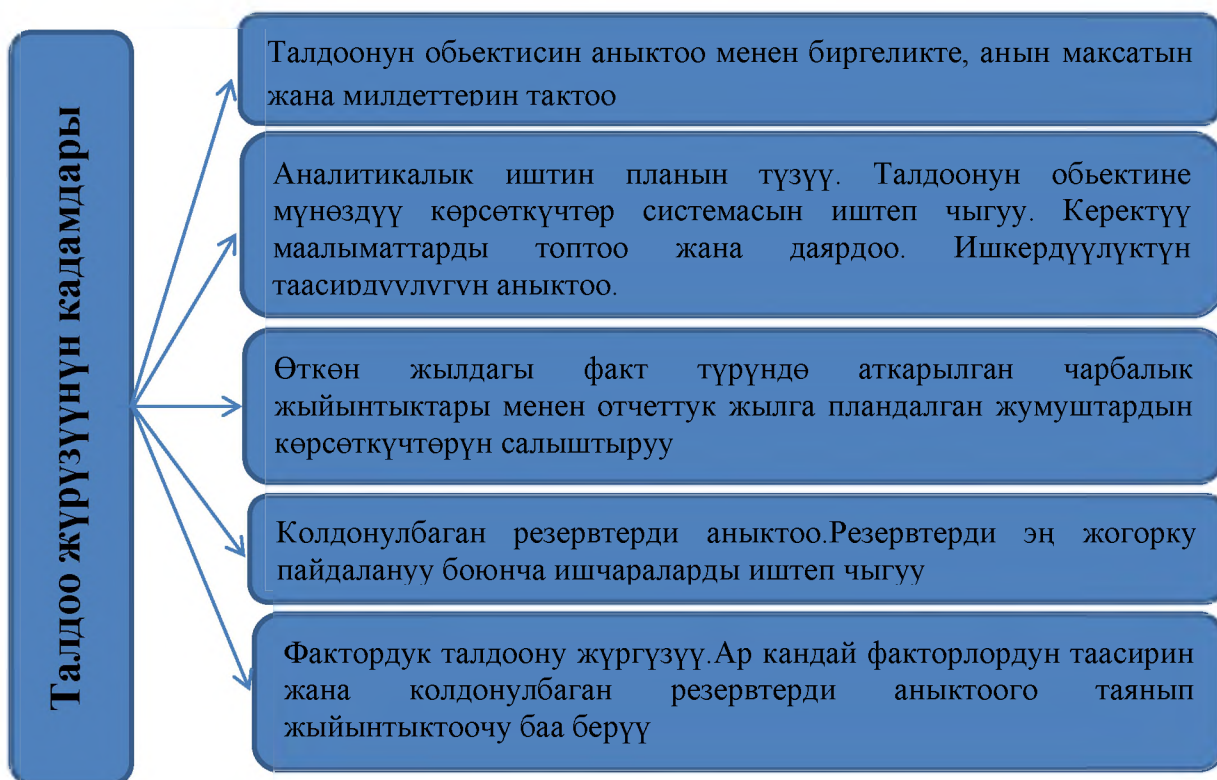 Талдоо жүрүзүүнүн кадамдары
Талдоонун обьектисин аныктоо менен биргеликте, анын максатын
жана милдеттерин тактоо
Аналитикалык иштин планын түзүү. Талдоонун обьектине
мүнөздүү көрсөткүчтөр системасын иштеп чыгуу. Керектүү
маалыматтарды топтоо жана даярдоо. Ишкердүүлүктүн
таасирдүүлүгүн аныктоо.
Өткөн жылдагы факт түрүндө аткарылган чарбалык
жыйынтыктары менен отчеттук жылга пландалган жумуштардын
көрсөткүчтөрүн салыштыруу
Колдонулбаган резервтерди аныктоо.Резервтерди эң жогорку
пайдалануу боюнча ишчараларды иштеп чыгуу
Фактордук талдоону жүргүзүү.Ар кандай факторлордун таасирин
жана колдонулбаган резервтерди аныктоого таянып
жыйынтыктоочу баа берүү